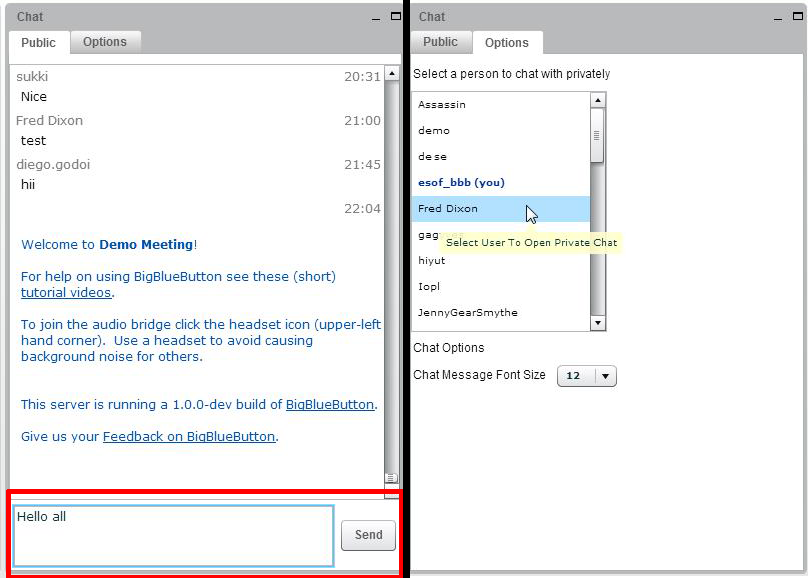 Chat
Public Options
sukki 20:31
Nice
Fred Dixon 21:00
test
diego.godoi 21:45
hii
22:04
Welcome to Demo Meeting!
For help on using BigBlueButton see these (short)
tutorial videos.
To join the audio bridge click the headset icon (upper-left
hand corner). Use a headset to avoid causing
background noise for others.
This server is running a 1.0.0-dev build of BigBlueButton.
Give us your Feedback on BigBlueButton.
Hello all
Send
Chat
Public Options
Select a person to chat with privately
Assassin
demo
dese
esof_bbb (you)
Fred Dixon
Select User To Open Private Chat
hiyut
Iopl
JennyGearSmythe
Chat Options
Chat Message Font Size 12